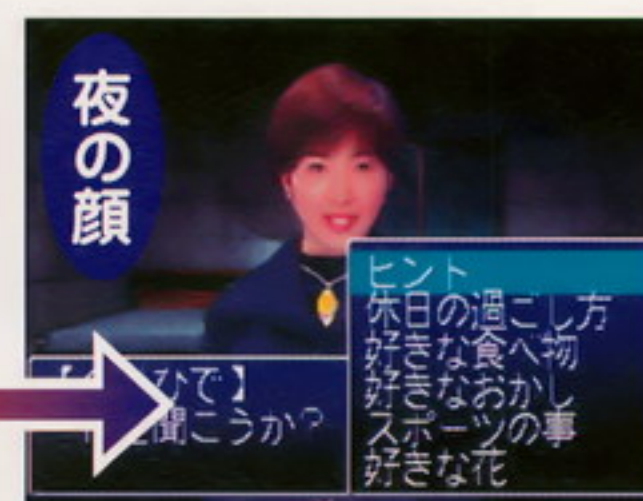 夜の顔
ヒント
休日の過ごし方
好きな食べ物
好きなおかし
スポーツの事
好きな花
ひで】
聞こうか?